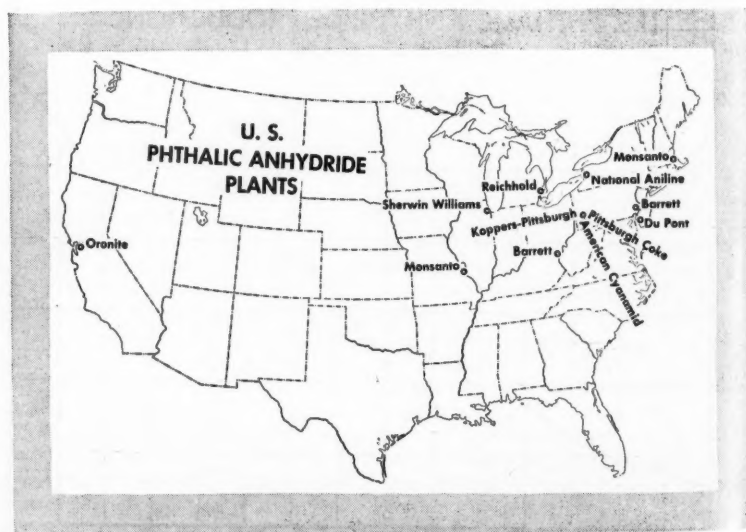 U. S.
PHTHALIC ANHYDRIDE
PLANTS
Monsanto
National Aniline
Reichhold
Sherwin Williams
Barrett
Koppers-Pittsburgh
Pittsburgh Coke
Du Pont
American Cyanamid
Oronite
Barrett
Monsanto